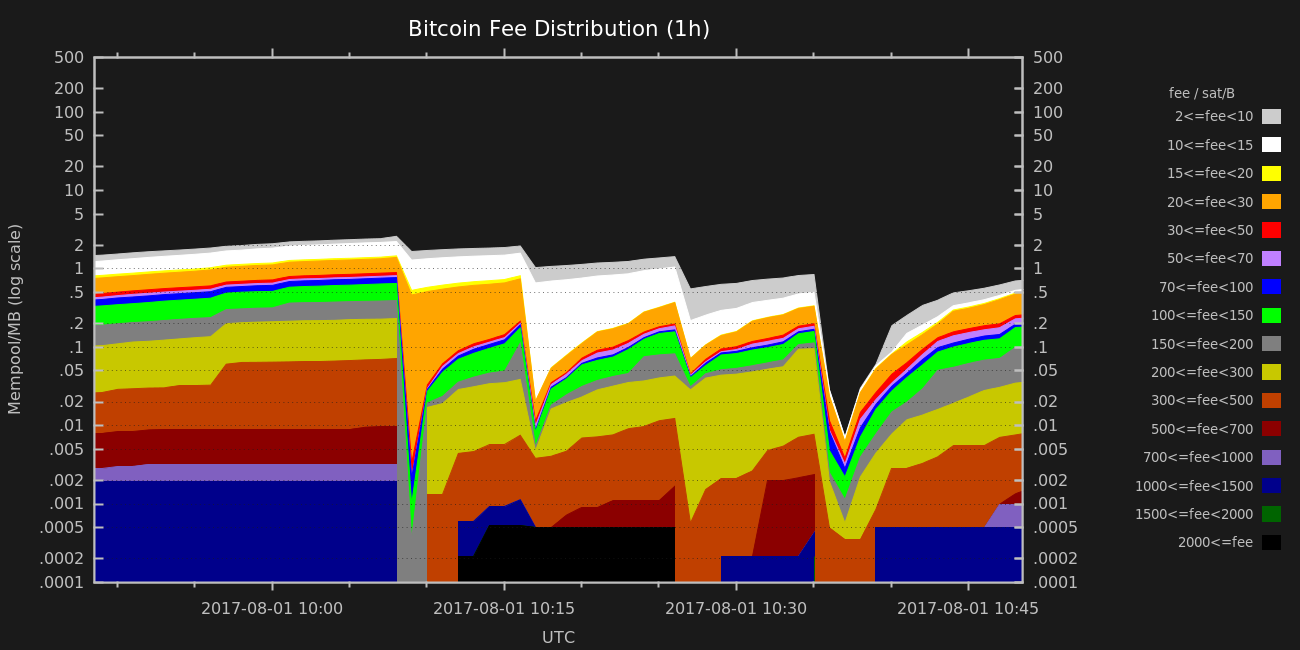 Bitcoin Fee Distribution (1h)
500 500
200 200
100 100
50 50
20 20
10 10
5 5
2 2
1 1
.5 .5
.2 .2
.1 .1
.05 .05
.02 .02
.01 .01
.005 .005
.002 .002
.001 .001
.0005 .0005
.0002 .0002
.0001 .0001
Mempool/MB (log scale)
2017-08-01 10:00 2017-08-01 10:15 2017-08-01 10:30 2017-08-01 10:45
UTC
fee / sat/B
2<=fee<10
10<=fee<15
15<=fee<20
20<=fee<30
30<=fee<50
50<=fee<70
70<=fee<100
100<=fee<150
150<=fee<200
200<=fee<300
300<=fee<500
500<=fee<700
700<=fee<1000
1000<=fee<1500
1500<=fee<2000
2000<=fee